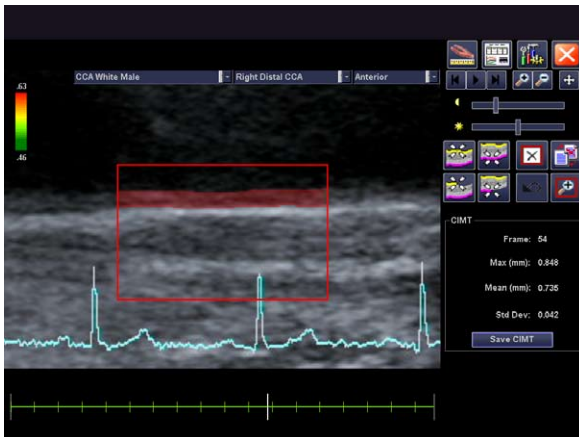 CCA White Male
Right Distal CCA
Anterior
.63
.46
CIMT
Frame: 54
Max (mm): 0.848
Mean (mm): 0.735
Std Dev: 0.042
Save CIMT